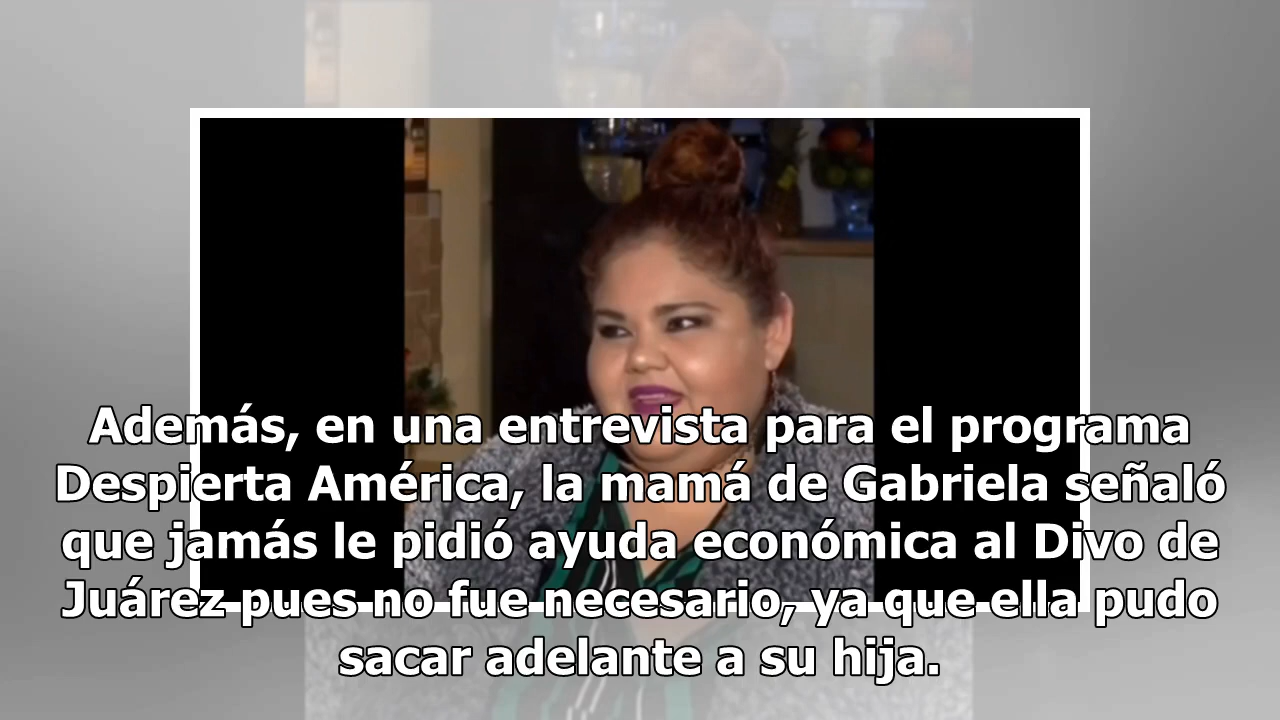 Además, en una entrevista para el programa
Despierta América, la mamá de Gabriela señaló
que jamás le pidió ayuda económica al Divo de
Juárez pues no fue necesario, ya que ella pudo
sacar adelante a su hija.